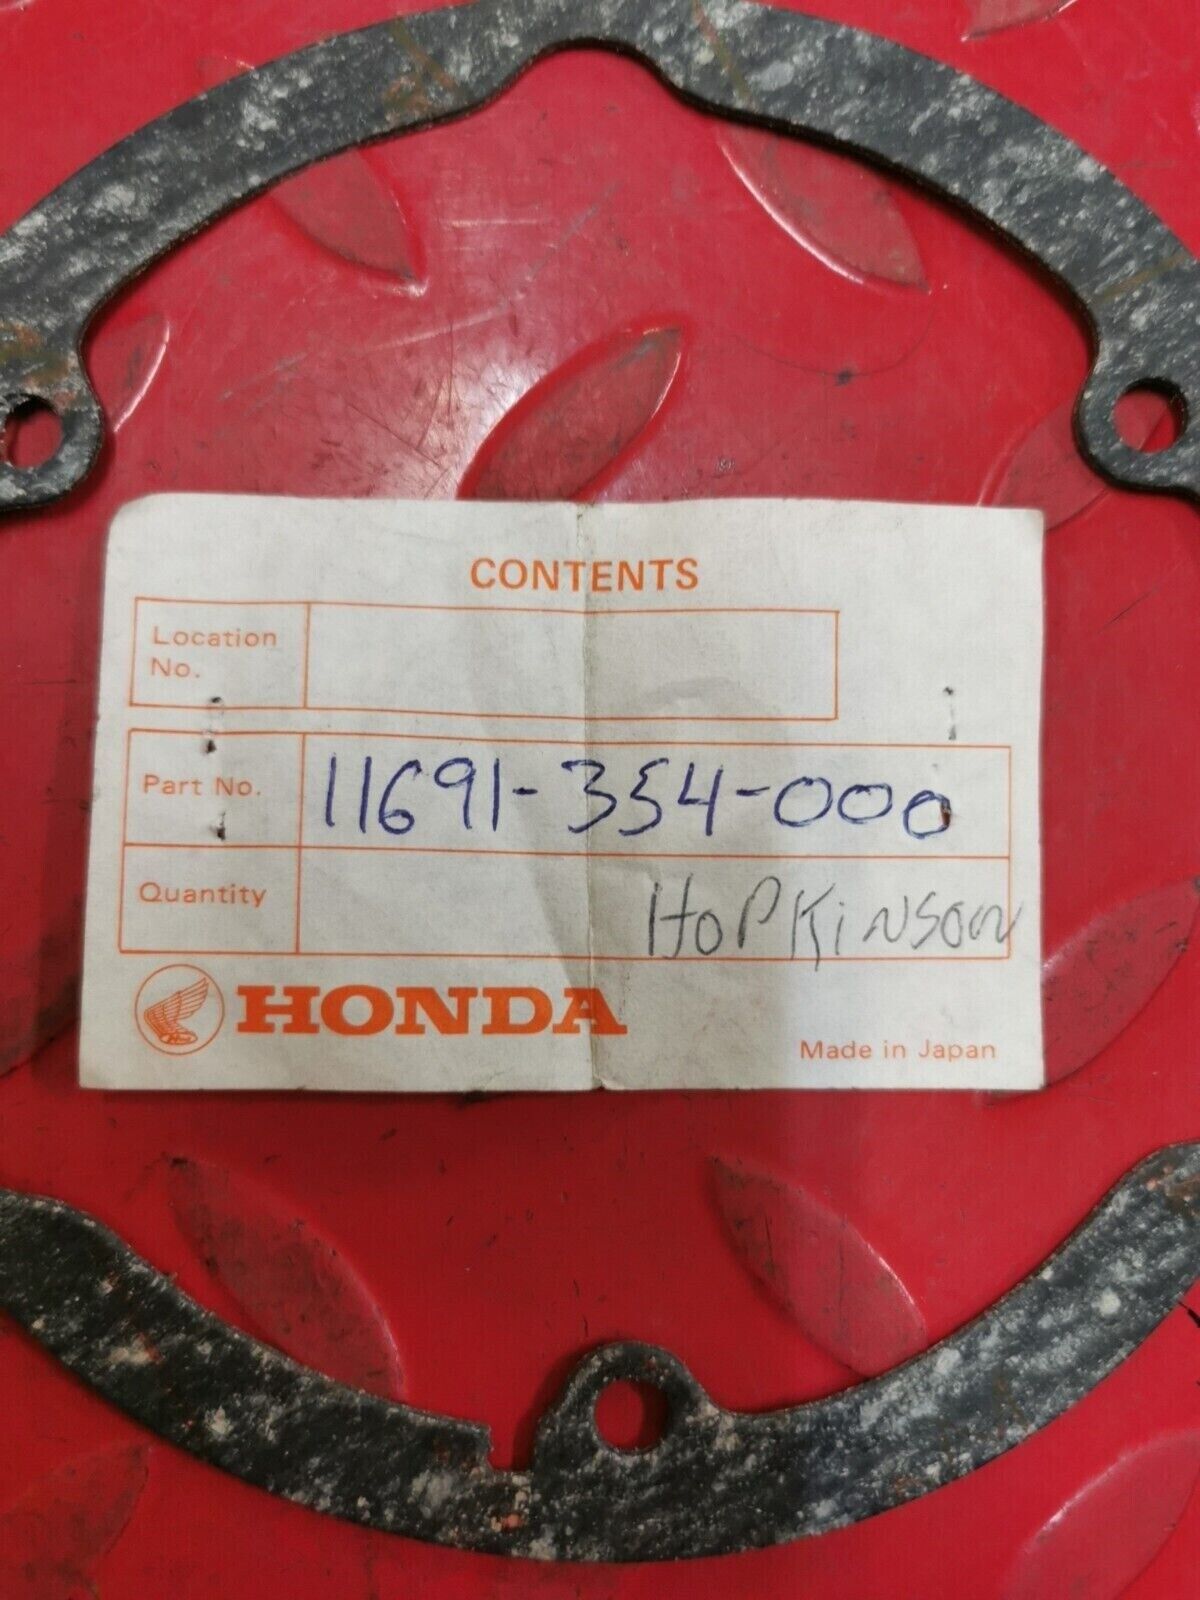 CONTENTS
Location
No.
Part No. 11691-354-000
Quantity HOPKiNSON
HONDA
Made in Japan